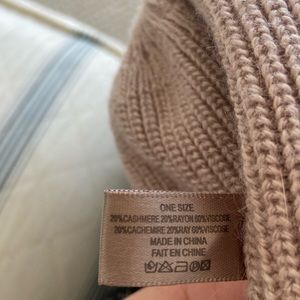 ONE SIZE
20%CASHMERE 20%RAYON 60%VISCOSE
20%CACHEMIRE 20%RAY 60%VISCOSE
MADE IN CHINA
FAIT EN CHINE